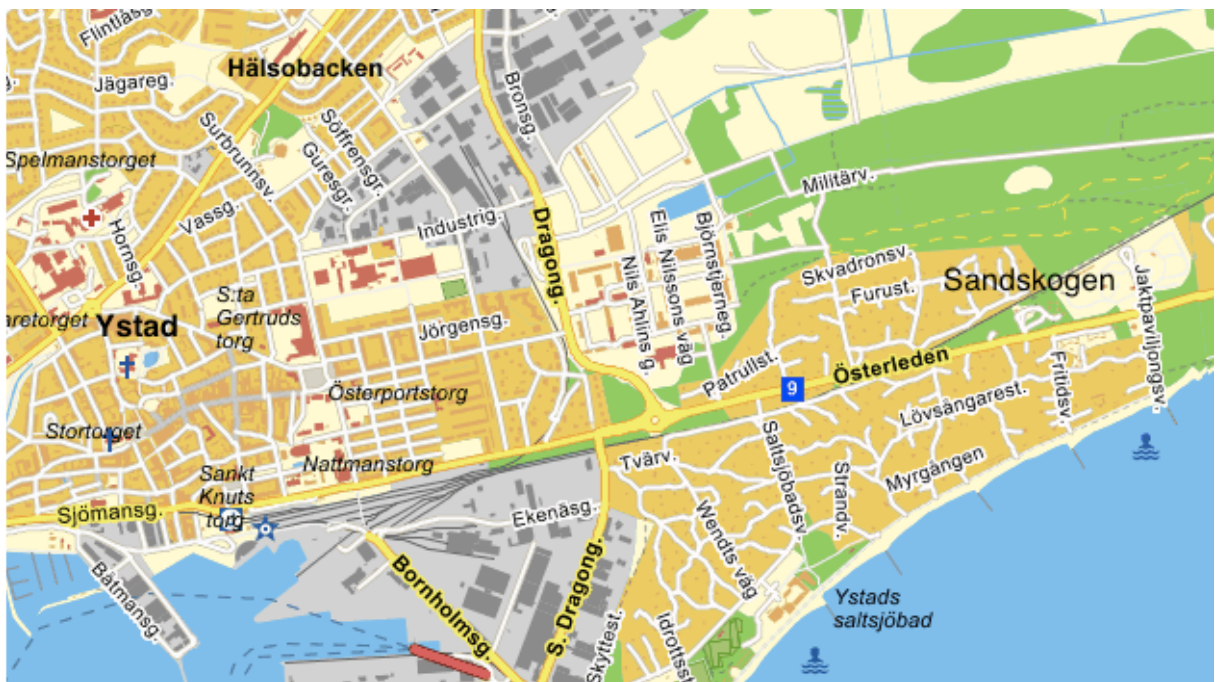 Flintlåsg.
Hälsobacken
Jägareg.
Bronsg.
Söffrensgr.
Surbrunnsv.
Guresgr.
Spelmanstorget
Militärv.
Vassg.
Industrig.
Hornsg.
Dragong.
Elis Nilssons väg
Björnstjerneg.
Nils Ahlins g.
Skvadronsv.
Furust.
Sandskogen
Jaktpaviljongsv.
S:ta
Gertruds
torg
aretorget
Ystad
Jörgensg.
Patrullst.
Österleden
9
Fritidsv.
Österportstorg
Lövsångarest.
Stortorget
Nattmanstorg
Tvärv.
Saltsjöbadsv.
Strandv.
Myrgången
Sankt
Knuts
torg
Sjömansg.
Ekenäsg.
Wendts väg
Båtmansg.
Bornholmsg.
S. Dragong.
Skyttest.
Idrottsst
Ystads
saltsjöbad